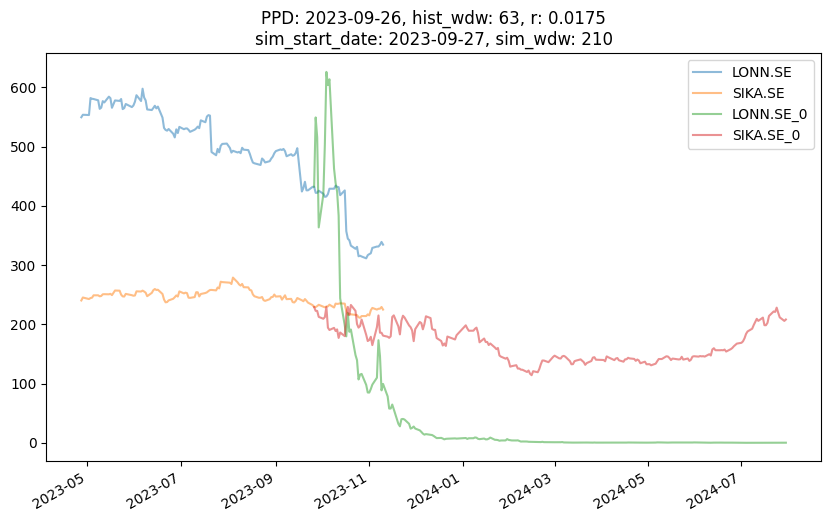 PPD: 2023-09-26, hist_wdw: 63, r: 0.0175
sim_start_date: 2023-09-27, sim_wdw: 210
LONN.SE
SIKA.SE
LONN.SE_0
SIKA.SE_0
600
500
400
300
200
100
0
2023-05
2023-07
2023-09
2023-11
2024-01
2024-03
2024-05
2024-07